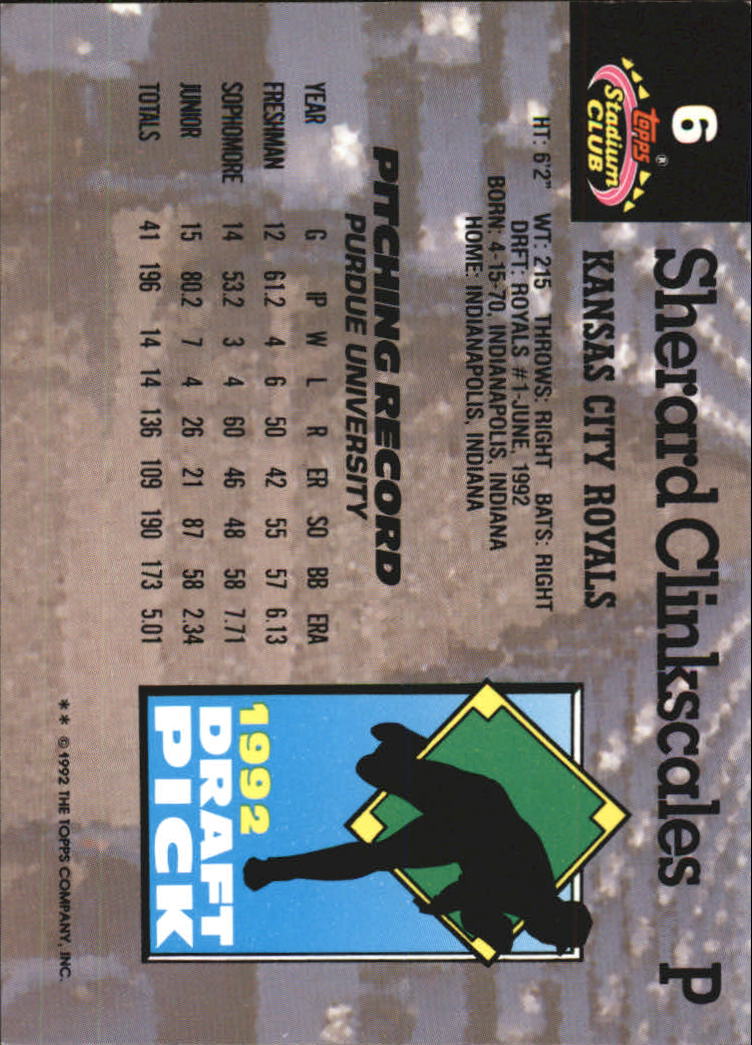 6
Topps®
Stadium
CLUB
Sherard Clinkscales P
KANSAS CITY ROYALS
HT: 6'2" WT: 215 THROWS: RIGHT BATS: RIGHT
DRFT: ROYALS #1-JUNE, 1992
BORN: 4-15-70, INDIANAPOLIS, INDIANA
HOME: INDIANAPOLIS, INDIANA
PITCHING RECORD
PURDUE UNIVERSITY
YEAR G IP W L R ER SO BB ERA
FRESHMAN 12 61.2 4 6 50 42 55 57 6.13
SOPHOMORE 14 53.2 3 4 60 46 48 58 7.71
JUNIOR 15 80.2 7 4 26 21 87 58 2.34
TOTALS 41 196 14 14 136 109 190 173 5.01
1992
DRAFT
PICK
** © 1992 THE TOPPS COMPANY, INC.